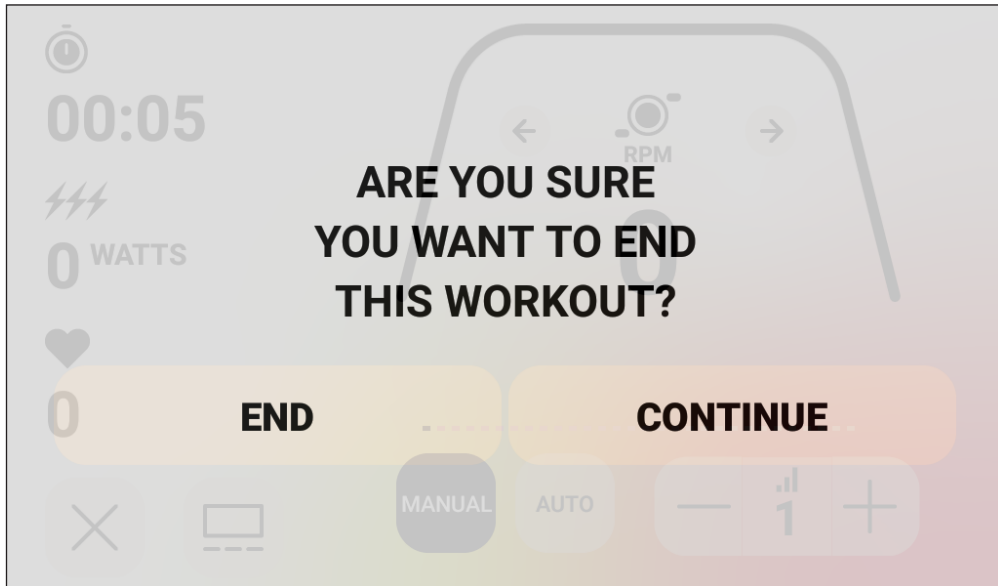 00:05
RPM
ARE YOU SURE
YOU WANT TO END
THIS WORKOUT?
0 WATTS
0
0
END
CONTINUE
MANUAL
AUTO
1